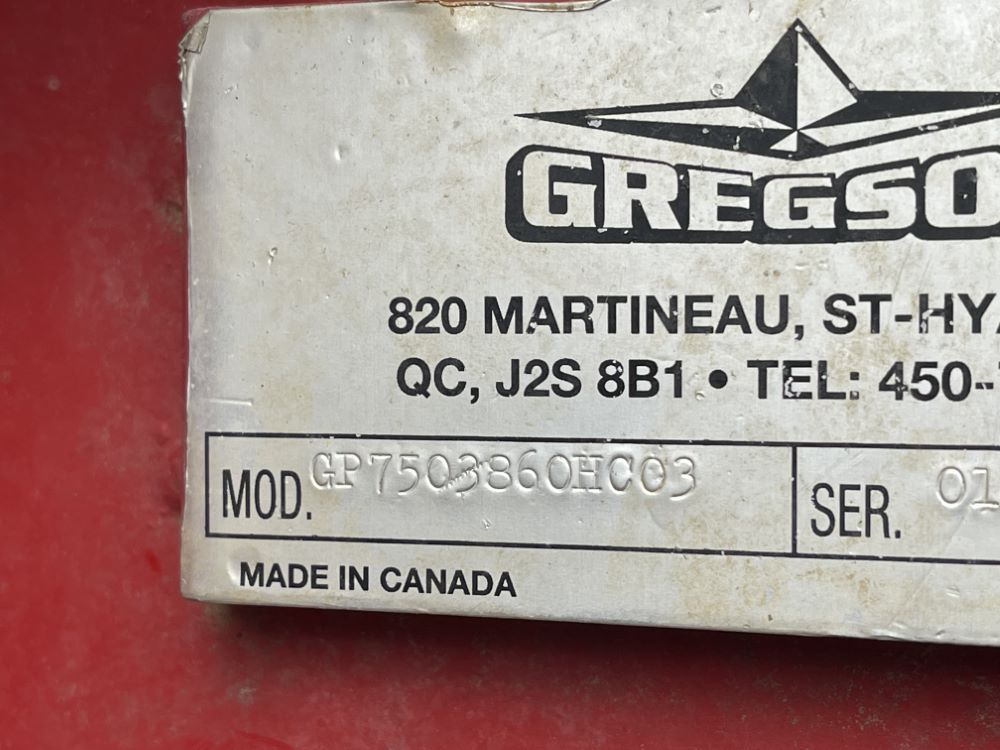 GREGSO
820 MARTINEAU, ST-HY
QC, J2S 8B1 • TEL: 450-
MOD. GP7503860HC03 SER. 01
MADE IN CANADA